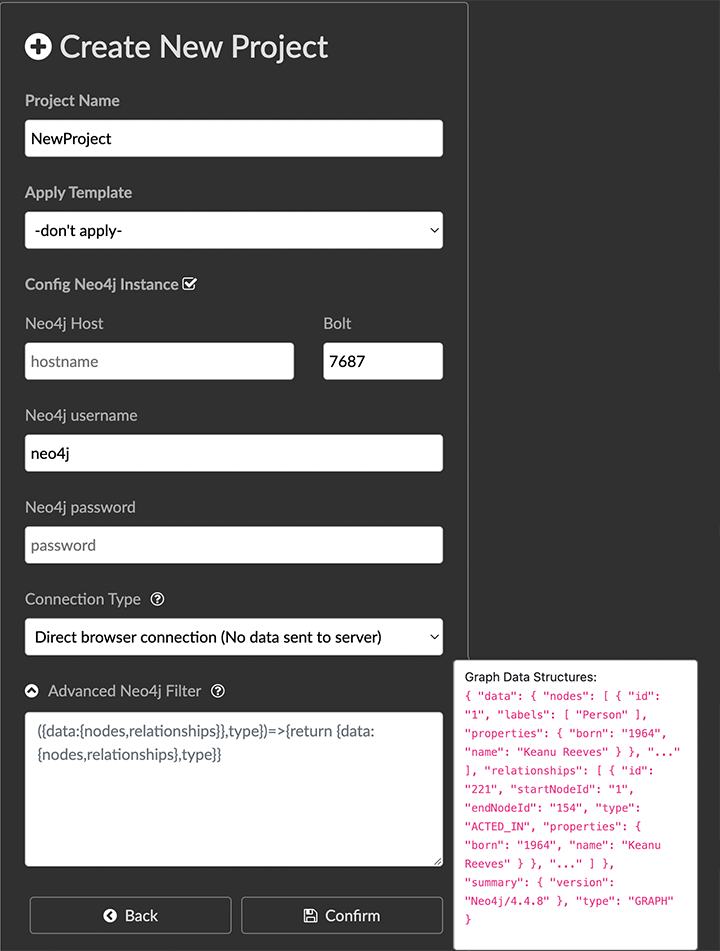 Create New Project
Project Name
NewProject
Apply Template
-don't apply-
Config Neo4j Instance
Neo4j Host
Bolt
hostname
7687
Neo4j username
neo4j
Neo4j password
password
Connection Type
Direct browser connection (No data sent to server)
Advanced Neo4j Filter
({data:{nodes,relationships}},type})=>{return {data:
{nodes,relationships},type}}
Back
Confirm
Graph Data Structures:
{ "data": { "nodes": [ { "id":
"1", "labels": [ "Person" ],
"properties": { "born": "1964",
"name": "Keanu Reeves" } }, "..."
], "relationships": [ { "id":
"221", "startNodeId": "1",
"endNodeId": "154", "type":
"ACTED_IN", "properties": {
"born": "1964", "name": "Keanu
Reeves" } }, "..." ] },
"summary": { "version":
"Neo4j/4.4.8" }, "type": "GRAPH"
}